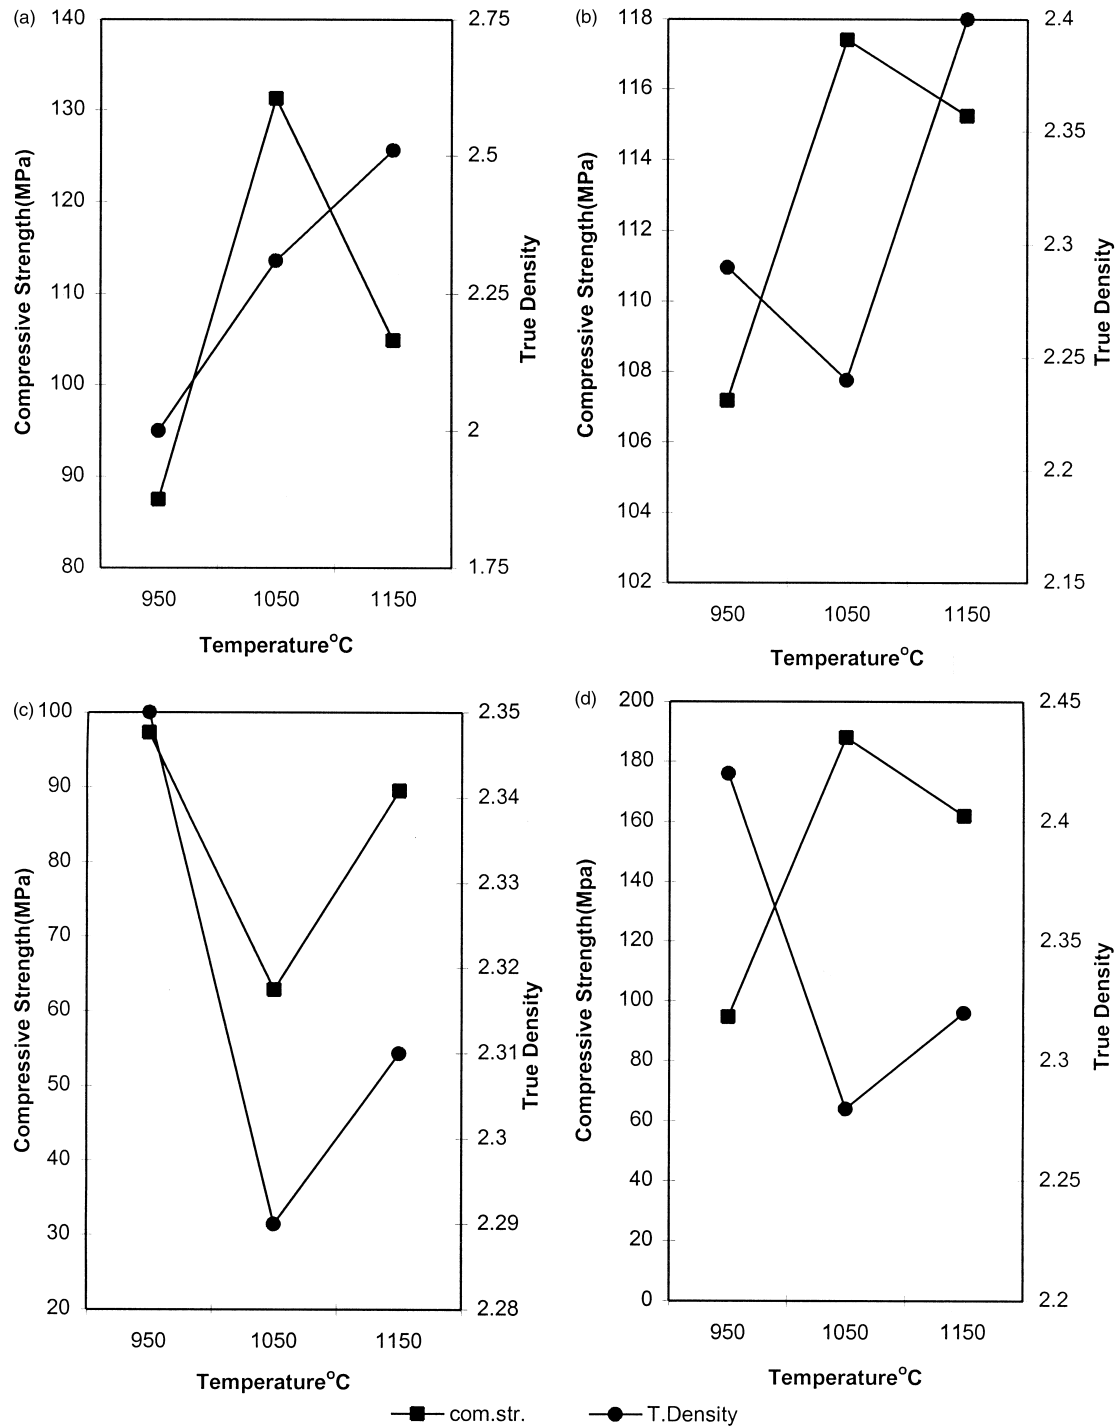 (a)
140
130
120
110
100
90
80
Compressive Strength(MPa)
2.75
2.5
2.25
2
1.75
True Density
950 1050 1150
Temperature°C
(b)
118
116
114
112
110
108
106
104
102
Compressive Strength(MPa)
2.4
2.35
2.3
2.25
2.2
2.15
True Density
950 1050 1150
Temperature°C
(c)
100
90
80
70
60
50
40
30
20
Compressive Strength(MPa)
2.35
2.34
2.33
2.32
2.31
2.3
2.29
2.28
True Density
950 1050 1150
Temperature°C
(d)
200
180
160
140
120
100
80
60
40
20
0
Compressive Strength(Mpa)
2.45
2.4
2.35
2.3
2.25
2.2
True Density
950 1050 1150
Temperature°C
com.str. T.Density